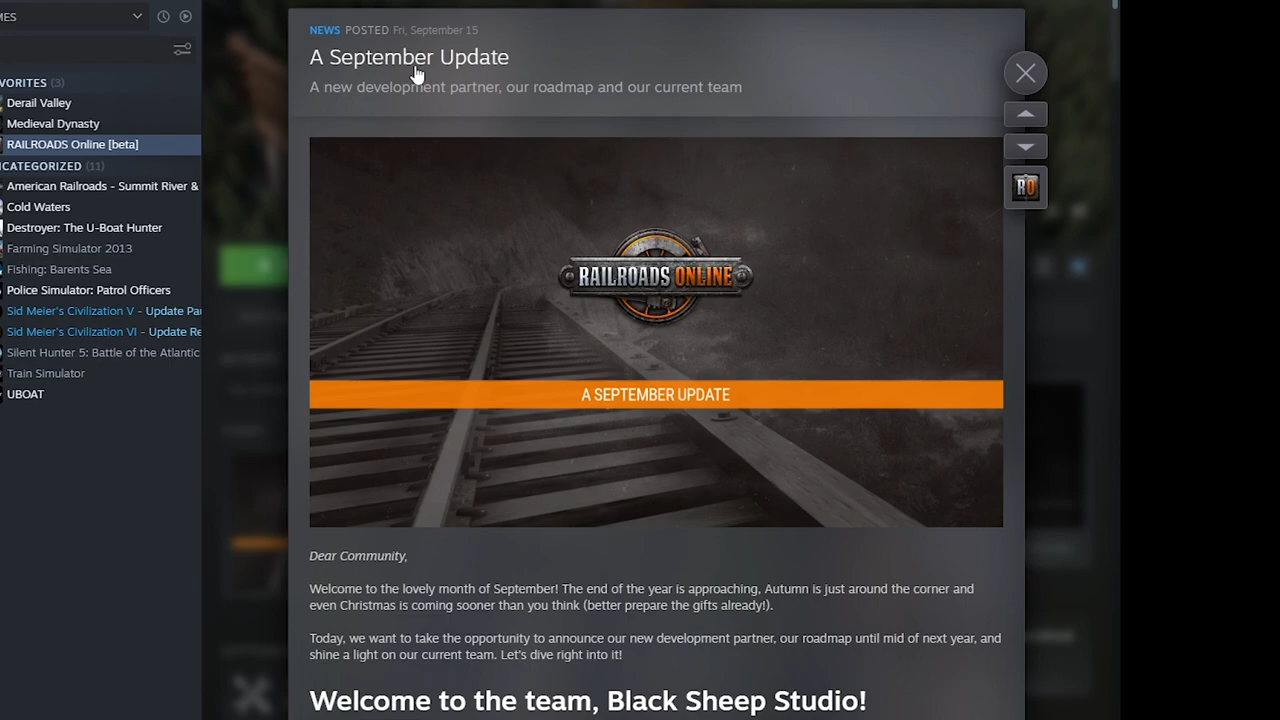 MES
VORITES (3)
Derail Valley
Medieval Dynasty
RAILROADS Online [beta]
NCATEGORIZED (11)
American Railroads - Summit River &
Cold Waters
Destroyer: The U-Boat Hunter
Farming Simulator 2013
Fishing: Barents Sea
Police Simulator: Patrol Officers
Sid Meier's Civilization V - Update Pau
Sid Meier's Civilization VI - Update Re
Silent Hunter 5: Battle of the Atlantic
Train Simulator
UBOAT
NEWS POSTED Fri, September 15
A September Update
A new development partner, our roadmap and our current team
RO
RAILROADS ONLINE
A SEPTEMBER UPDATE
Dear Community,
Welcome to the lovely month of September! The end of the year is approaching, Autumn is just around the corner and
even Christmas is coming sooner than you think (better prepare the gifts already!).
Today, we want to take the opportunity to announce our new development partner, our roadmap until mid of next year, and
shine a light on our current team. Let's dive right into it!
Welcome to the team, Black Sheep Studio!